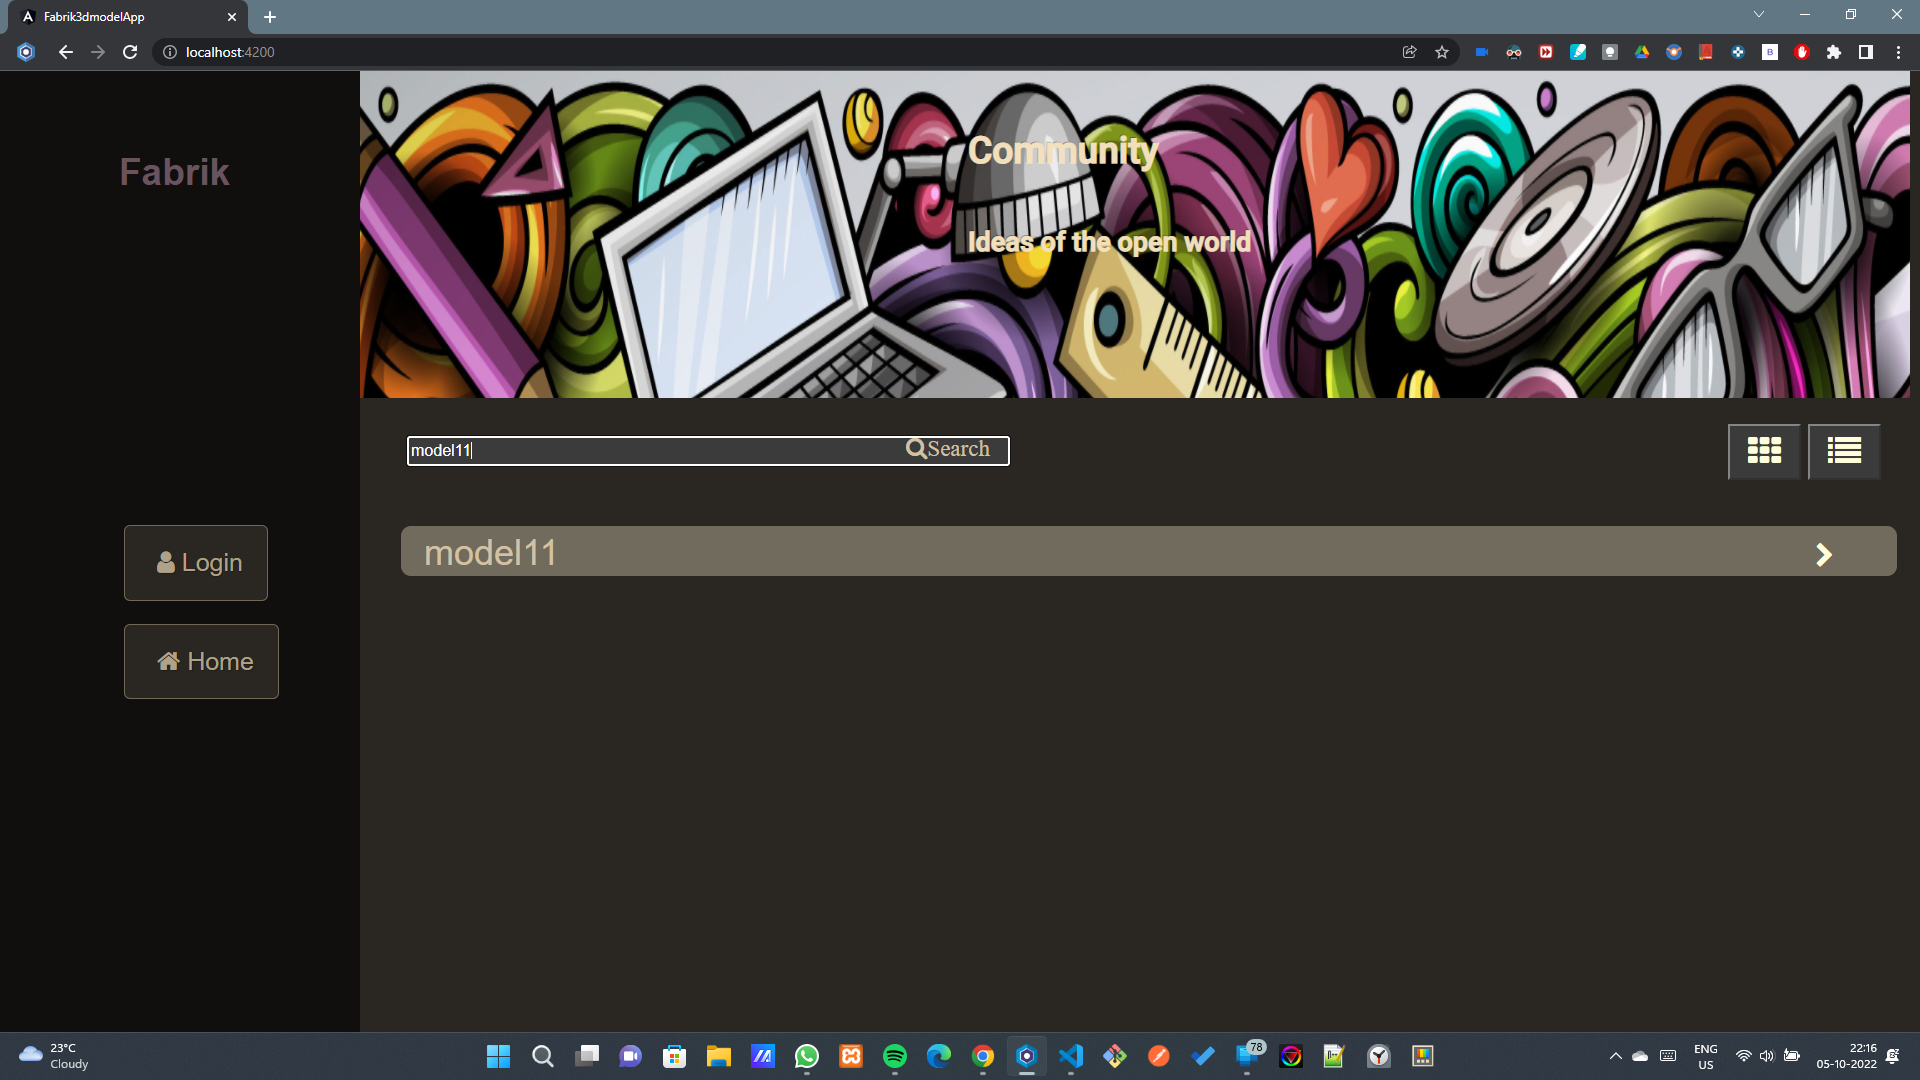 Fabrik3dmodelApp
localhost:4200
B
Fabrik
Community
Ideas of the open world
model11
Search
model11
Login
Home
23°C
Cloudy
78
ENG
US
22:16
05-10-2022